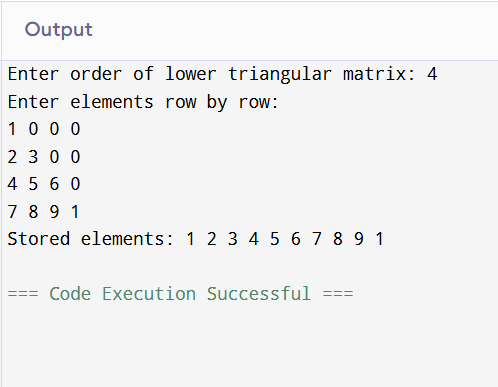 Output
Enter order of lower triangular matrix: 4
Enter elements row by row:
1 0 0 0
2 3 0 0
4 5 6 0
7 8 9 1
Stored elements: 1 2 3 4 5 6 7 8 9 1
=== Code Execution Successful ===